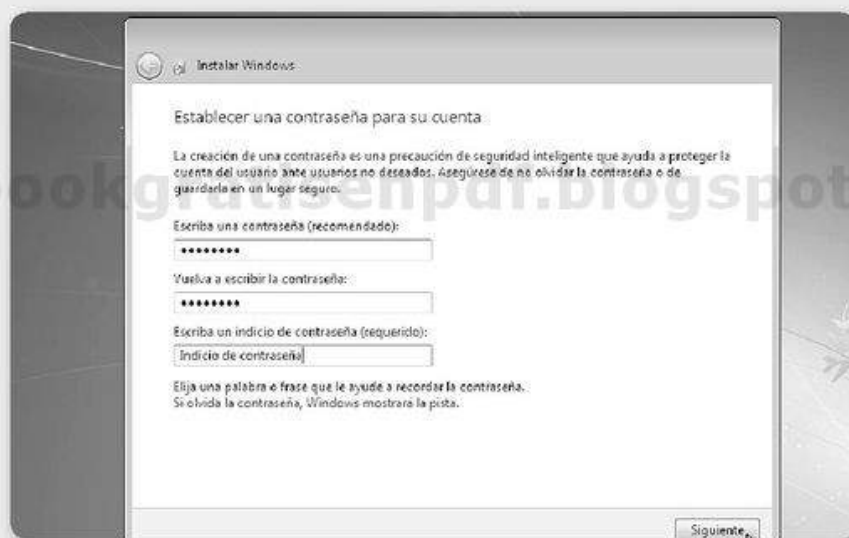 Instalar Windows
Establecer una contraseña para su cuenta
La creación de una contraseña es una precaución de seguridad inteligente que ayuda a proteger la
cuenta del usuario ante usuarios no deseados. Asegúrese de no olvidar la contraseña o de
guardarla en un lugar seguro.
ookgratisenpdf.blogspot
Escriba una contraseña (recomendado):
••••••••
Vuelva a escribir la contraseña:
••••••••
Escriba un indicio de contraseña (requerido):
Indicio de contraseña
Elija una palabra o frase que le ayude a recordar la contraseña.
Si olvida la contraseña, Windows mostrará la pista.
Siguiente